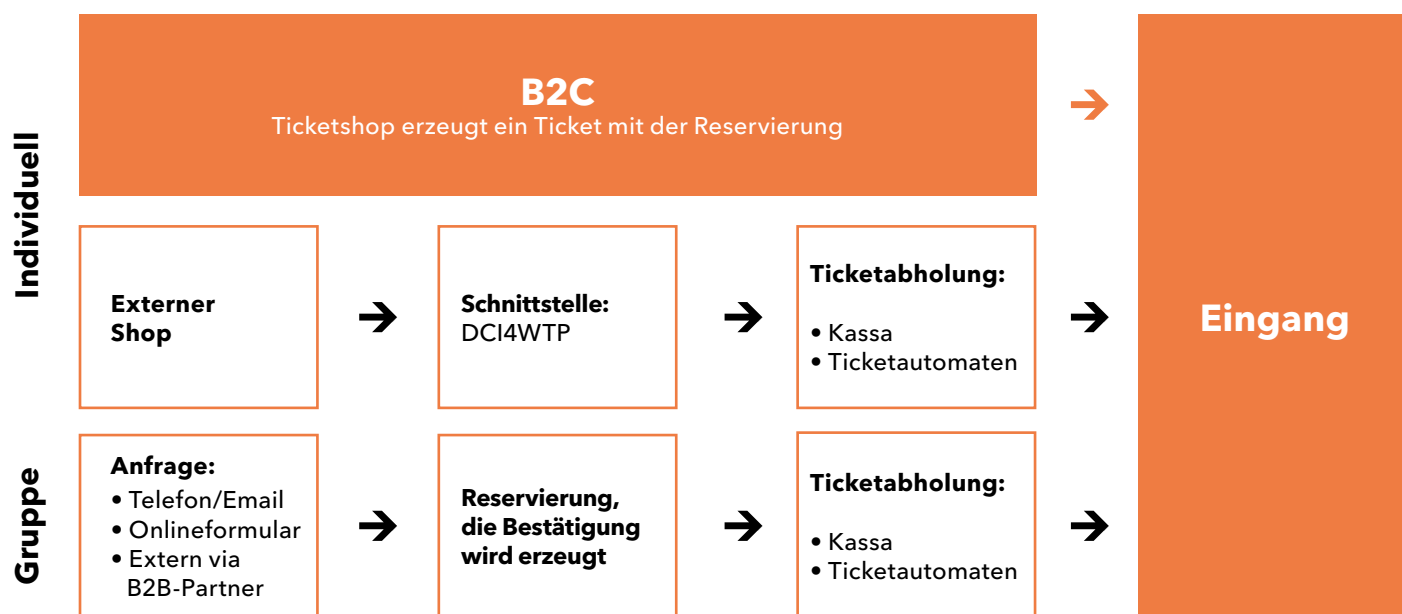 Individuell
B2C
Ticketshop erzeugt ein Ticket mit der Reservierung
Externer
Shop
Schnittstelle:
DCI4WTP
Ticketabholung:
• Kassa
• Ticketautomaten
Eingang
Gruppe
Anfrage:
• Telefon/Email
• Onlineformular
• Extern via
B2B-Partner
Reservierung,
die Bestätigung
wird erzeugt
Ticketabholung:
• Kassa
• Ticketautomaten